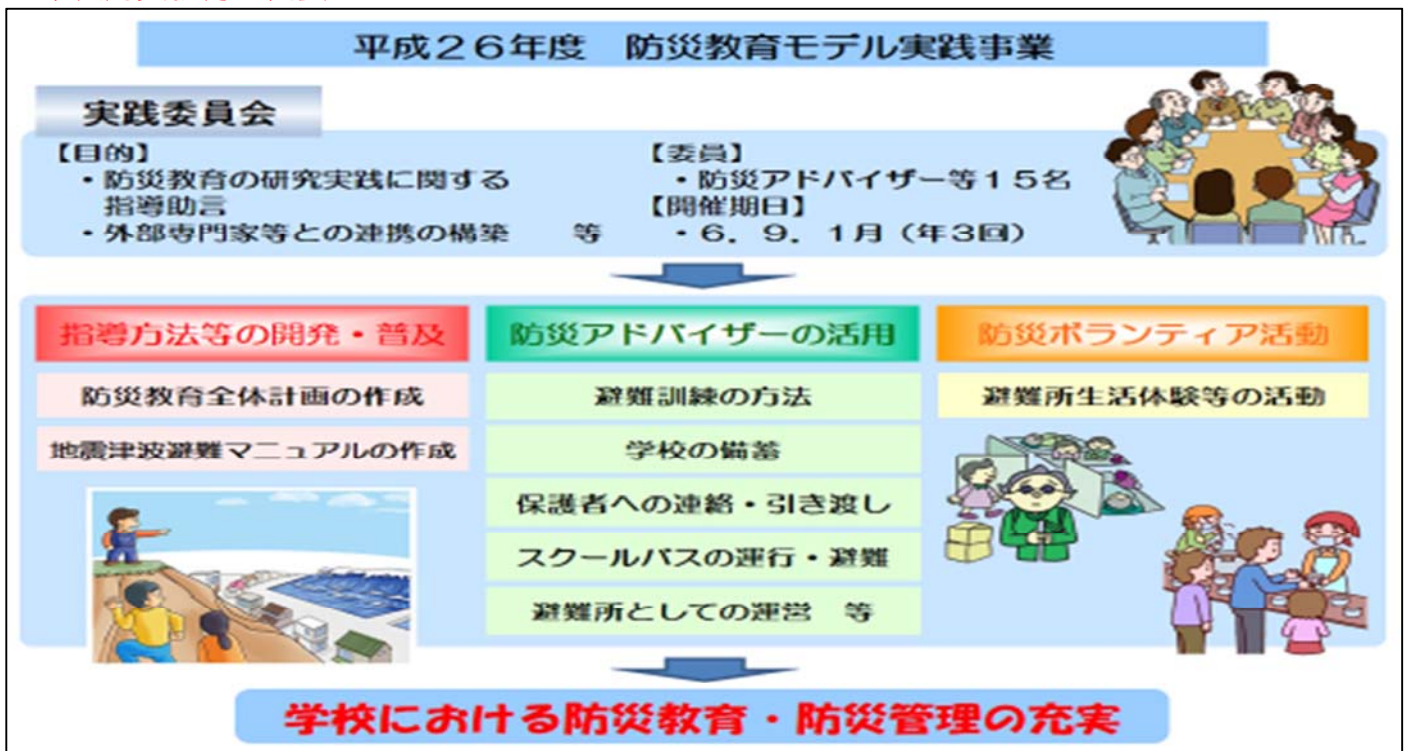 平成２６年度　防災教育モデル実践事業
実践委員会
【目的】
・防災教育の研究実践に関する
指導助言
・外部専門家等との連携の構築　等
【委員】
・防災アドバイザー等１５名
【開催期日】
・６．９．１月（年３回）
指導方法等の開発・普及
防災教育全体計画の作成
地震津波避難マニュアルの作成
防災アドバイザーの活用
避難訓練の方法
学校の備蓄
保護者への連絡・引き渡し
スクールバスの運行・避難
避難所としての運営　等
防災ボランティア活動
避難所生活体験等の活動
学校における防災教育・防災管理の充実